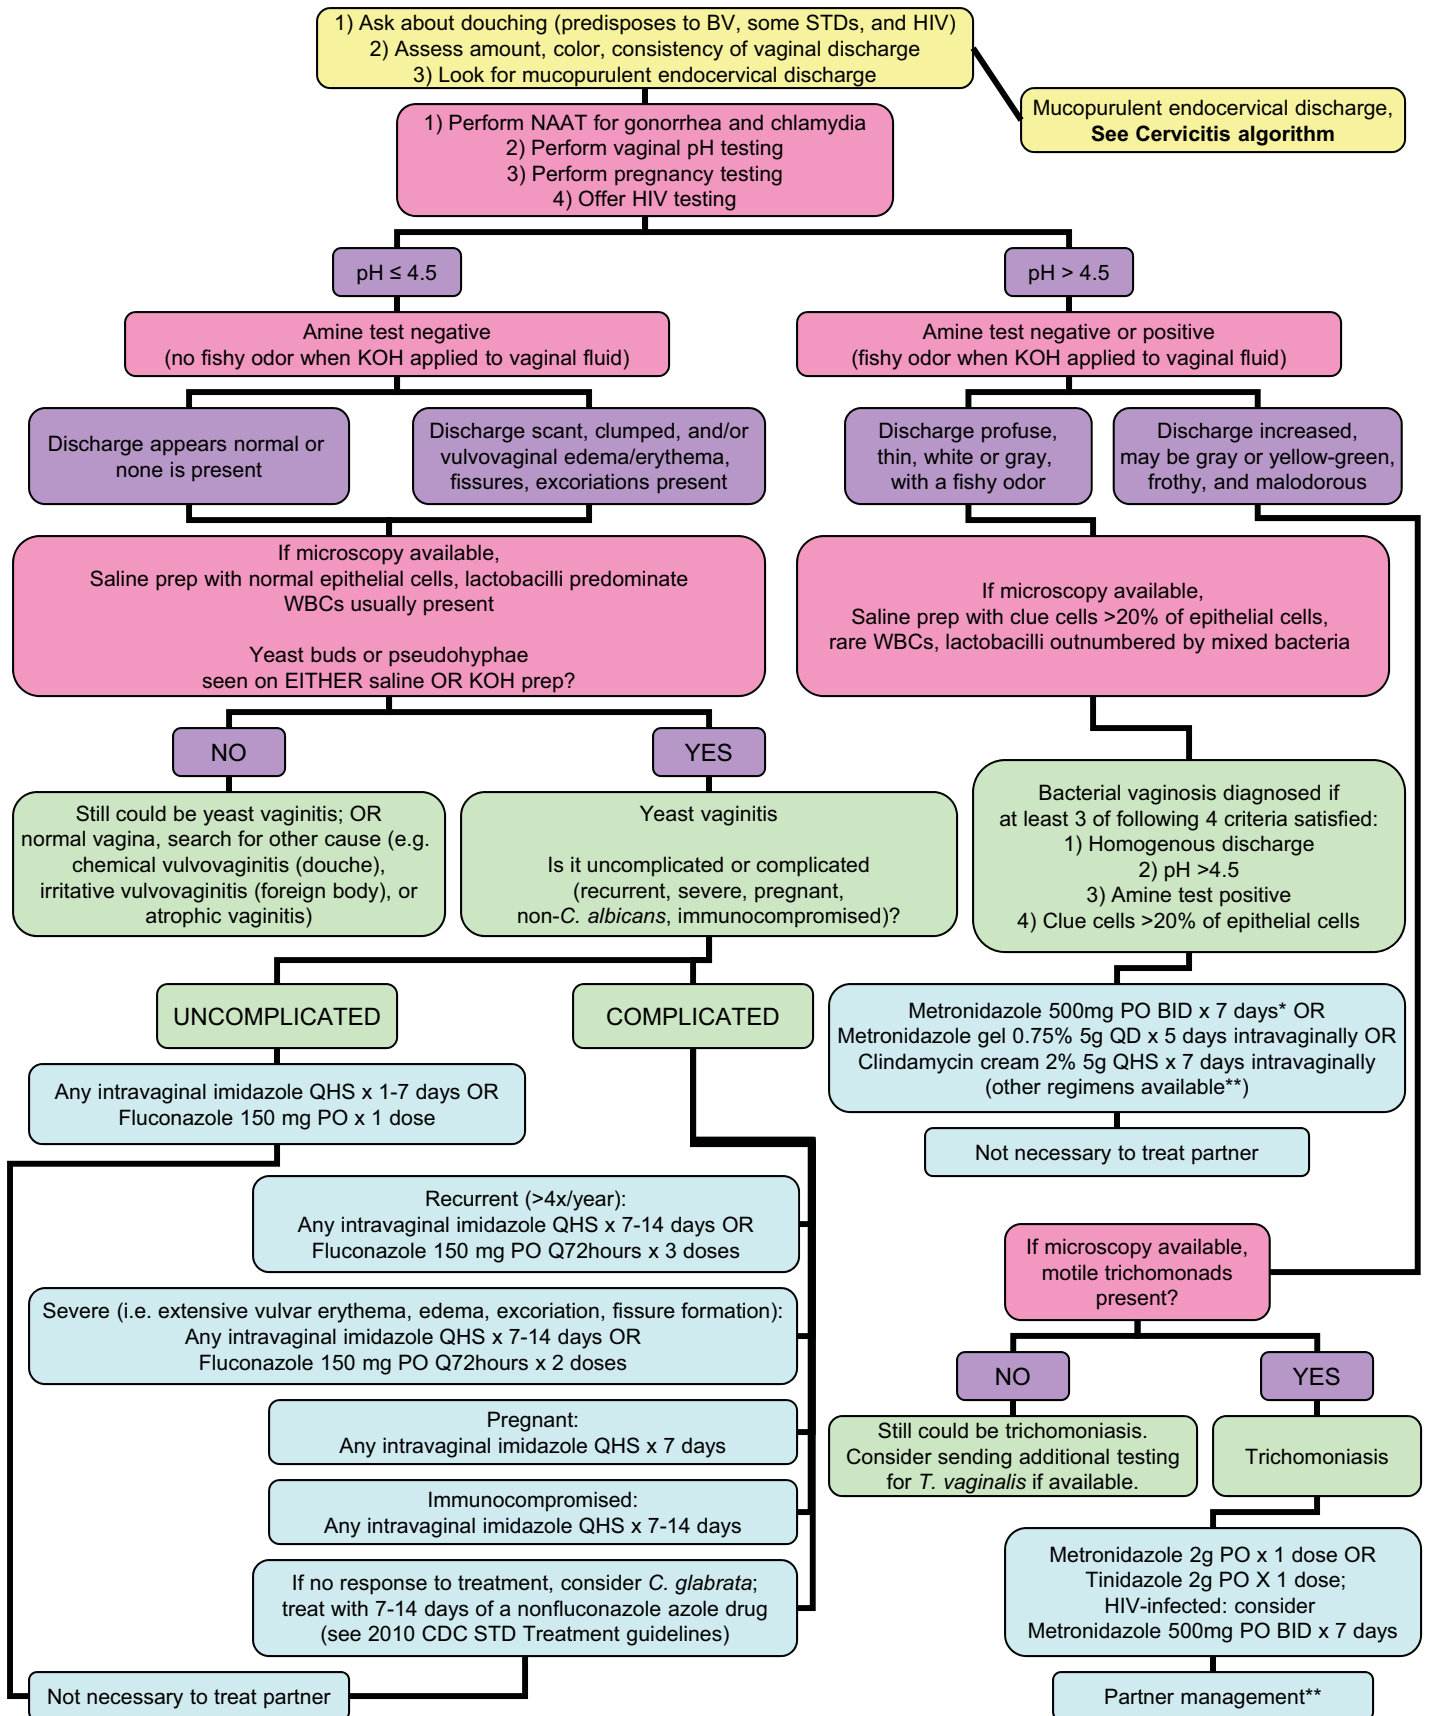 1) Ask about douching (predisposes to BV, some STDs, and HIV)
2) Assess amount, color, consistency of vaginal discharge
3) Look for mucopurulent endocervical discharge
Mucopurulent endocervical discharge,
See Cervicitis algorithm
1) Perform NAAT for gonorrhea and chlamydia
2) Perform vaginal pH testing
3) Perform pregnancy testing
4) Offer HIV testing
pH ≤ 4.5
pH > 4.5
Amine test negative
(no fishy odor when KOH applied to vaginal fluid)
Amine test negative or positive
(fishy odor when KOH applied to vaginal fluid)
Discharge appears normal or
none is present
Discharge scant, clumped, and/or
vulvovaginal edema/erythema,
fissures, excoriations present
Discharge profuse,
thin, white or gray,
with a fishy odor
Discharge increased,
may be gray or yellow-green,
frothy, and malodorous
If microscopy available,
Saline prep with normal epithelial cells, lactobacilli predominate
WBCs usually present
Yeast buds or pseudohyphae
seen on EITHER saline OR KOH prep?
If microscopy available,
Saline prep with clue cells >20% of epithelial cells,
rare WBCs, lactobacilli outnumbered by mixed bacteria
NO
YES
Still could be yeast vaginitis; OR
normal vagina, search for other cause (e.g.
chemical vulvovaginitis (douche),
irritative vulvovaginitis (foreign body), or
atrophic vaginitis)
Yeast vaginitis
Is it uncomplicated or complicated
(recurrent, severe, pregnant,
non-C. albicans, immunocompromised)?
Bacterial vaginosis diagnosed if
at least 3 of following 4 criteria satisfied:
1) Homogenous discharge
2) pH >4.5
3) Amine test positive
4) Clue cells >20% of epithelial cells
UNCOMPLICATED
COMPLICATED
Metronidazole 500mg PO BID x 7 days* OR
Metronidazole gel 0.75% 5g QD x 5 days intravaginally OR
Clindamycin cream 2% 5g QHS x 7 days intravaginally
(other regimens available**)
Any intravaginal imidazole QHS x 1-7 days OR
Fluconazole 150 mg PO x 1 dose
Not necessary to treat partner
Recurrent (>4x/year):
Any intravaginal imidazole QHS x 7-14 days OR
Fluconazole 150 mg PO Q72hours x 3 doses
If microscopy available,
motile trichomonads
present?
Severe (i.e. extensive vulvar erythema, edema, excoriation, fissure formation):
Any intravaginal imidazole QHS x 7-14 days OR
Fluconazole 150 mg PO Q72hours x 2 doses
NO
YES
Pregnant:
Any intravaginal imidazole QHS x 7 days
Still could be trichomoniasis.
Consider sending additional testing
for T. vaginalis if available.
Trichomoniasis
Immunocompromised:
Any intravaginal imidazole QHS x 7-14 days
Metronidazole 2g PO x 1 dose OR
Tinidazole 2g PO X 1 dose;
HIV-infected: consider
Metronidazole 500mg PO BID x 7 days
If no response to treatment, consider C. glabrata;
treat with 7-14 days of a nonfluconazole azole drug
(see 2010 CDC STD Treatment guidelines)
Not necessary to treat partner
Partner management**